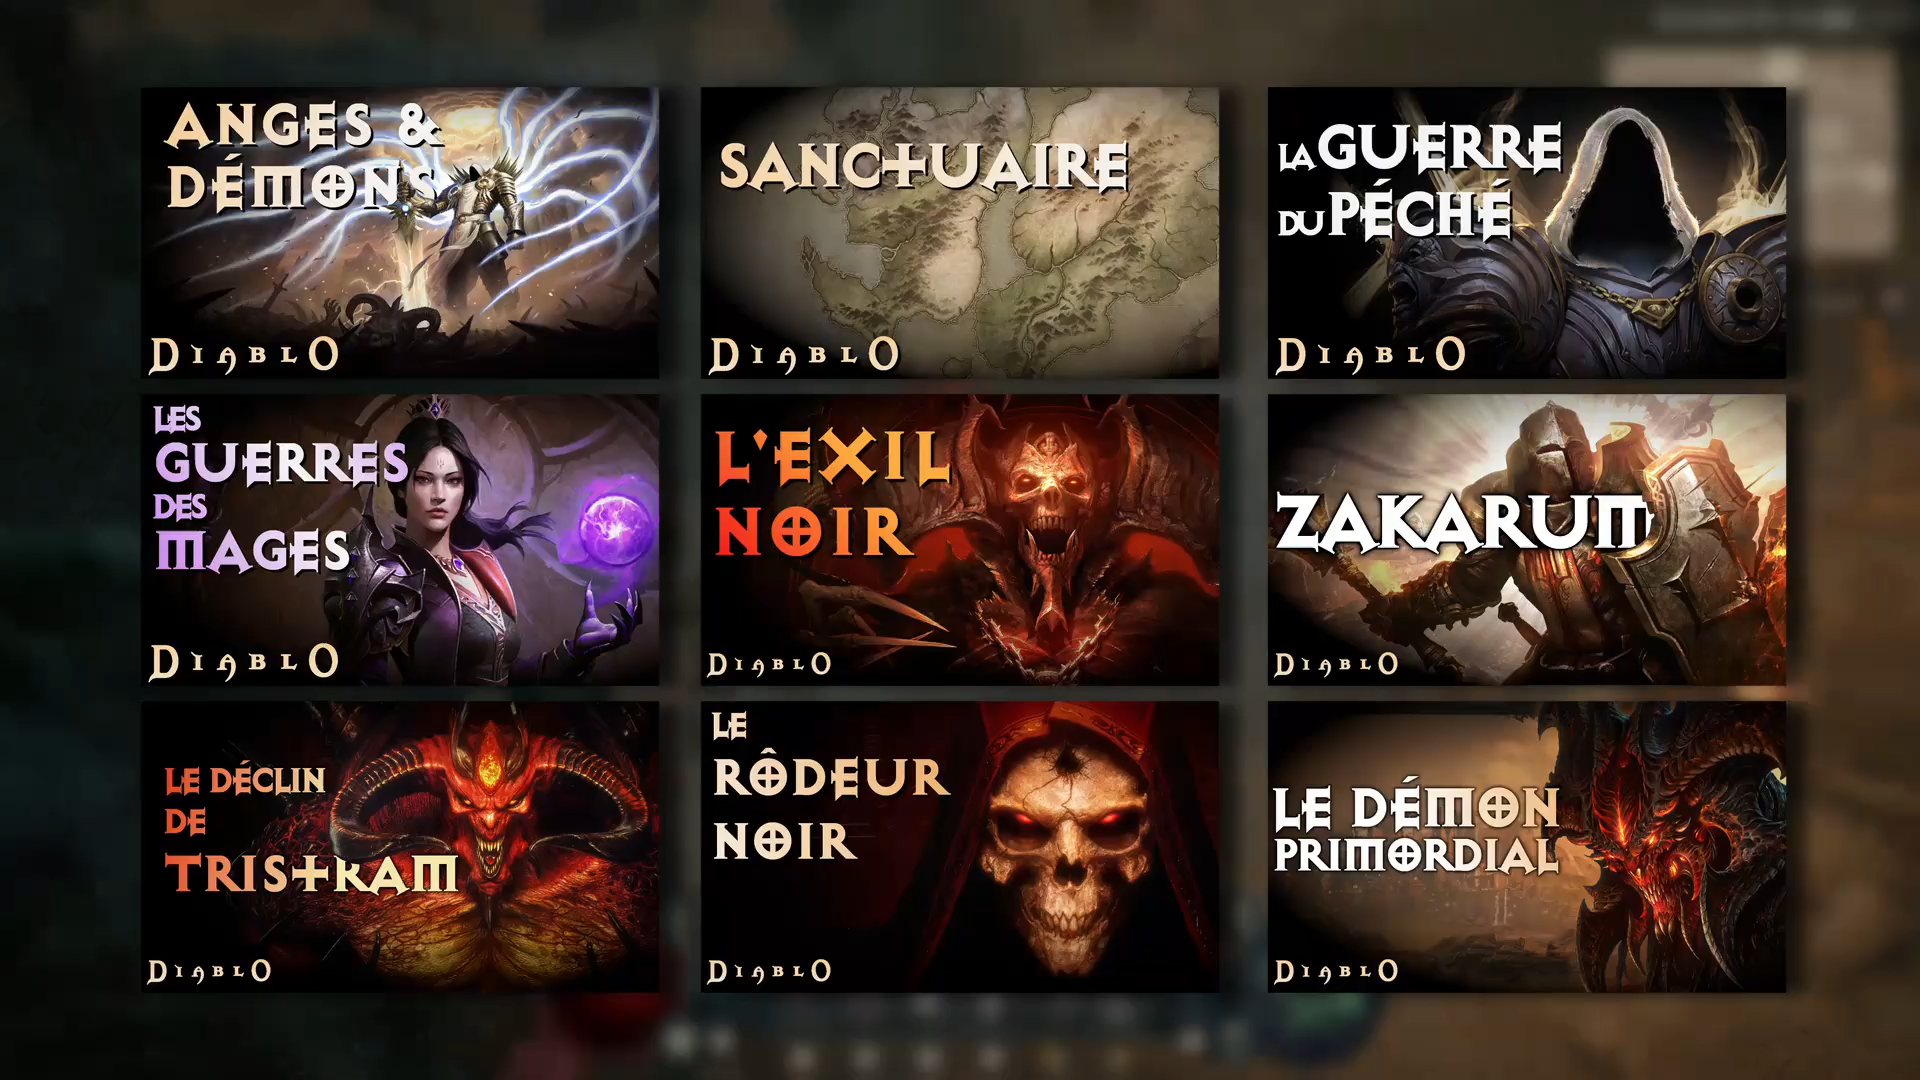 ANGES &
DÉMONS
DIABLO
SANCTUAIRE
DIABLO
LA GUERRE
DU PÉCHÉ
DIABLO
LES
GUERRES
DES
MAGES
DIABLO
L'EXIL
NOIR
DIABLO
ZAKARUM
DIABLO
LE DÉCLIN
DE
TRISTRAM
DIABLO
LE
RÔDEUR
NOIR
DIABLO
LE DÉMON
PRIMORDIAL
DIABLO